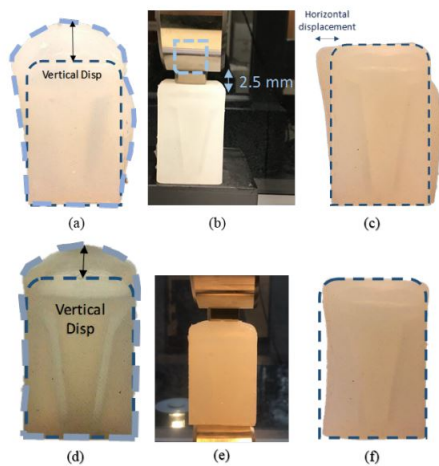 Horizontal
displacement
Vertical Disp
2.5 mm
(a)
(b)
(c)
Vertical
Disp
(d)
(e)
(f)